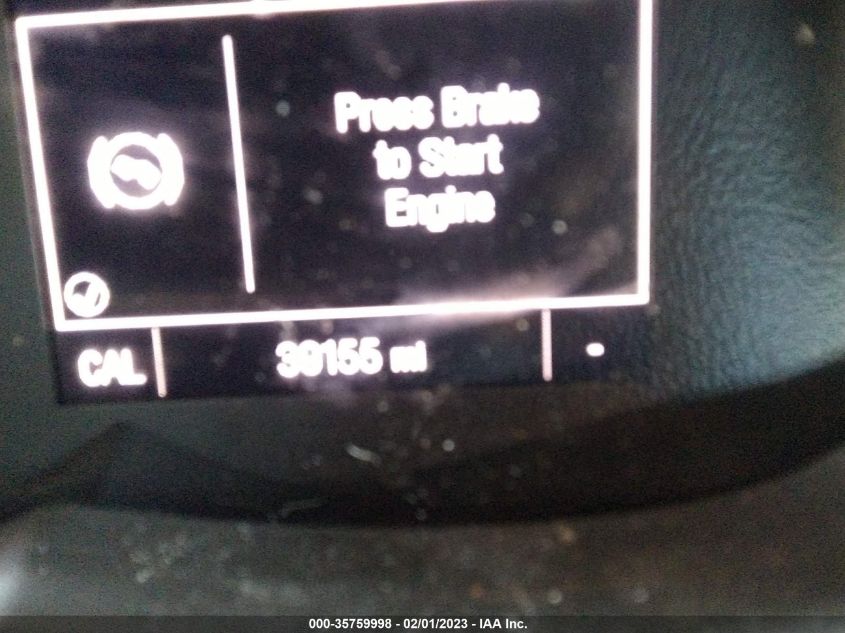 Press Brake
to Start
Engine
CAL 39155 mi -
000-35759998 - 02/01/2023 - IAA Inc.